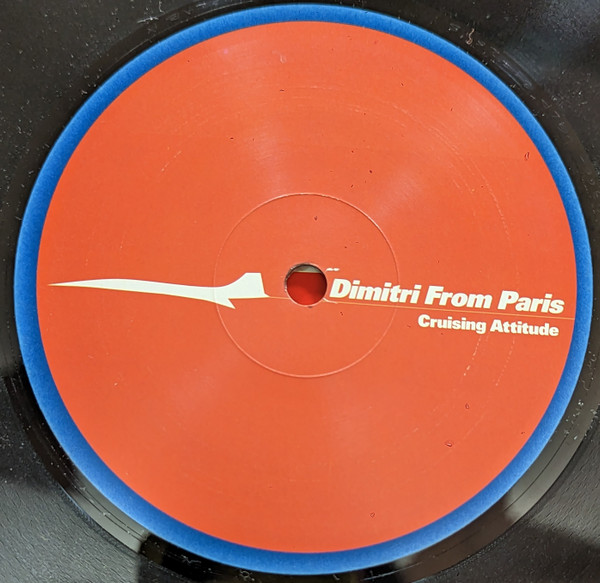 Dimitri From Paris
Cruising Attitude